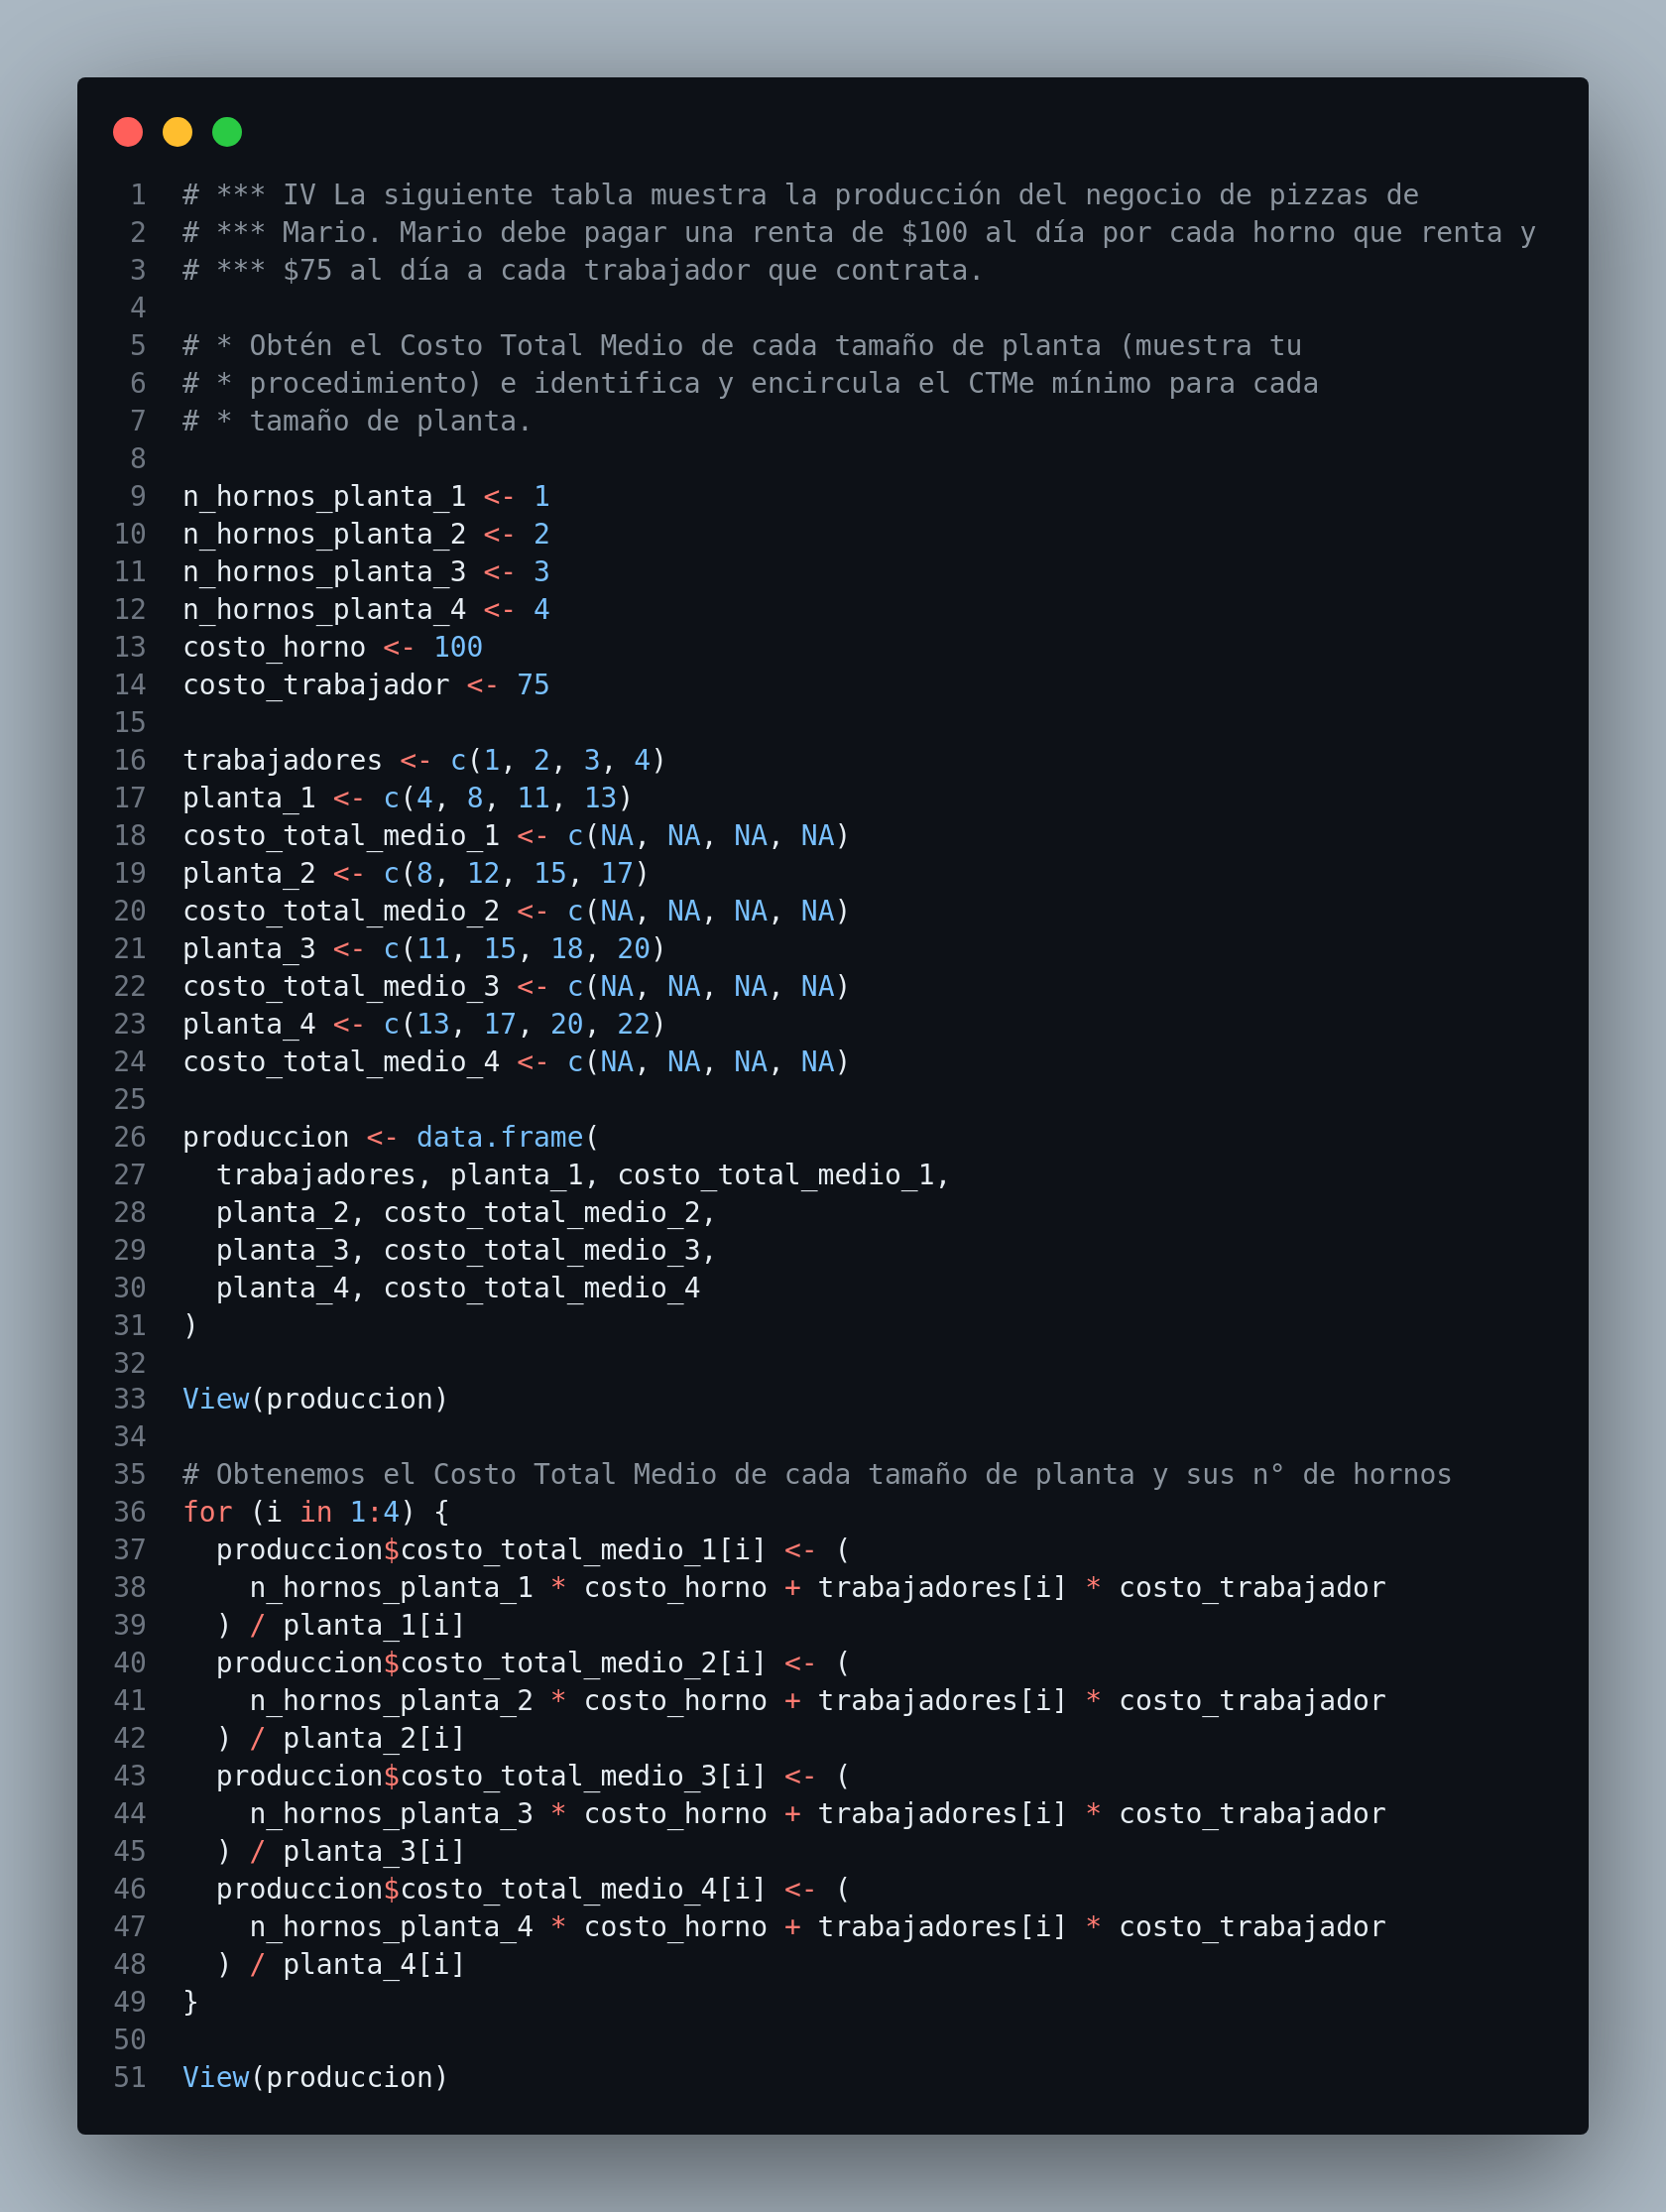 1 # *** IV La siguiente tabla muestra la producción del negocio de pizzas de
2 # *** Mario. Mario debe pagar una renta de $100 al día por cada horno que renta y
3 # *** $75 al día a cada trabajador que contrata.
4
5 # * Obtén el Costo Total Medio de cada tamaño de planta (muestra tu
6 # * procedimiento) e identifica y encircula el CTMe mínimo para cada
7 # * tamaño de planta.
8
9 n_hornos_planta_1 <- 1
10 n_hornos_planta_2 <- 2
11 n_hornos_planta_3 <- 3
12 n_hornos_planta_4 <- 4
13 costo_horno <- 100
14 costo_trabajador <- 75
15
16 trabajadores <- c(1, 2, 3, 4)
17 planta_1 <- c(4, 8, 11, 13)
18 costo_total_medio_1 <- c(NA, NA, NA, NA)
19 planta_2 <- c(8, 12, 15, 17)
20 costo_total_medio_2 <- c(NA, NA, NA, NA)
21 planta_3 <- c(11, 15, 18, 20)
22 costo_total_medio_3 <- c(NA, NA, NA, NA)
23 planta_4 <- c(13, 17, 20, 22)
24 costo_total_medio_4 <- c(NA, NA, NA, NA)
25
26 produccion <- data.frame(
27   trabajadores, planta_1, costo_total_medio_1,
28   planta_2, costo_total_medio_2,
29   planta_3, costo_total_medio_3,
30   planta_4, costo_total_medio_4
31 )
32
33 View(produccion)
34
35 # Obtenemos el Costo Total Medio de cada tamaño de planta y sus n° de hornos
36 for (i in 1:4) {
37   produccion$costo_total_medio_1[i] <- (
38     n_hornos_planta_1 * costo_horno + trabajadores[i] * costo_trabajador
39   ) / planta_1[i]
40   produccion$costo_total_medio_2[i] <- (
41     n_hornos_planta_2 * costo_horno + trabajadores[i] * costo_trabajador
42   ) / planta_2[i]
43   produccion$costo_total_medio_3[i] <- (
44     n_hornos_planta_3 * costo_horno + trabajadores[i] * costo_trabajador
45   ) / planta_3[i]
46   produccion$costo_total_medio_4[i] <- (
47     n_hornos_planta_4 * costo_horno + trabajadores[i] * costo_trabajador
48   ) / planta_4[i]
49 }
50
51 View(produccion)